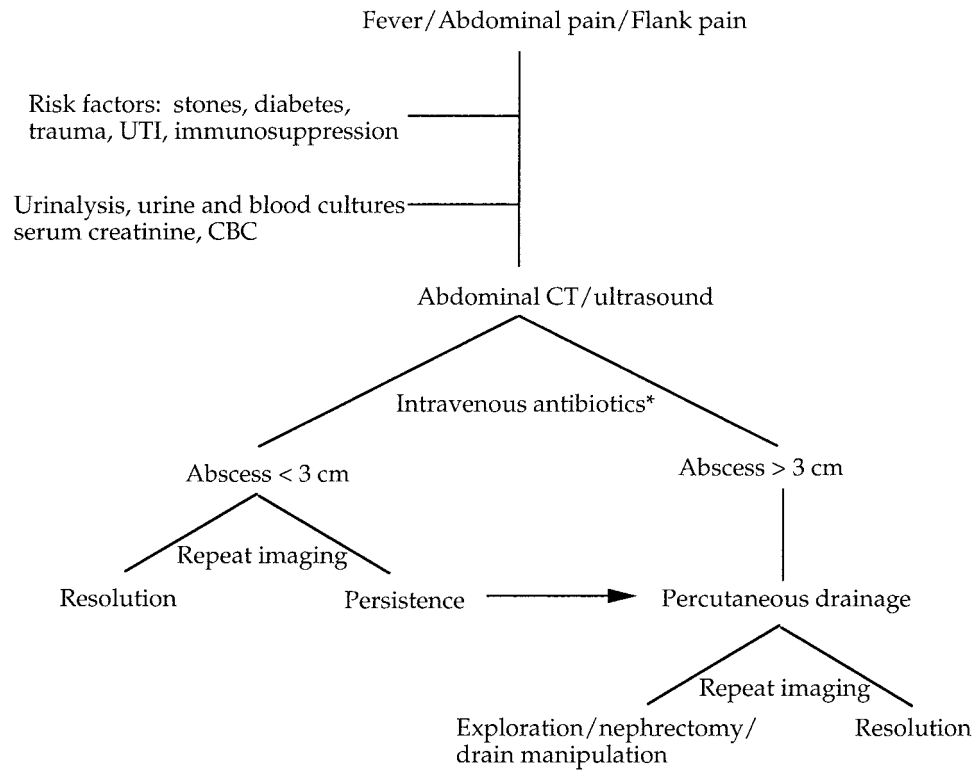 Fever/Abdominal pain/Flank pain
Risk factors: stones, diabetes,
trauma, UTI, immunosuppression
Urinalysis, urine and blood cultures
serum creatinine, CBC
Abdominal CT/ultrasound
Intravenous antibiotics*
Abscess < 3 cm
Abscess > 3 cm
Repeat imaging
Resolution
Persistence
Percutaneous drainage
Repeat imaging
Exploration/nephrectomy/
drain manipulation
Resolution